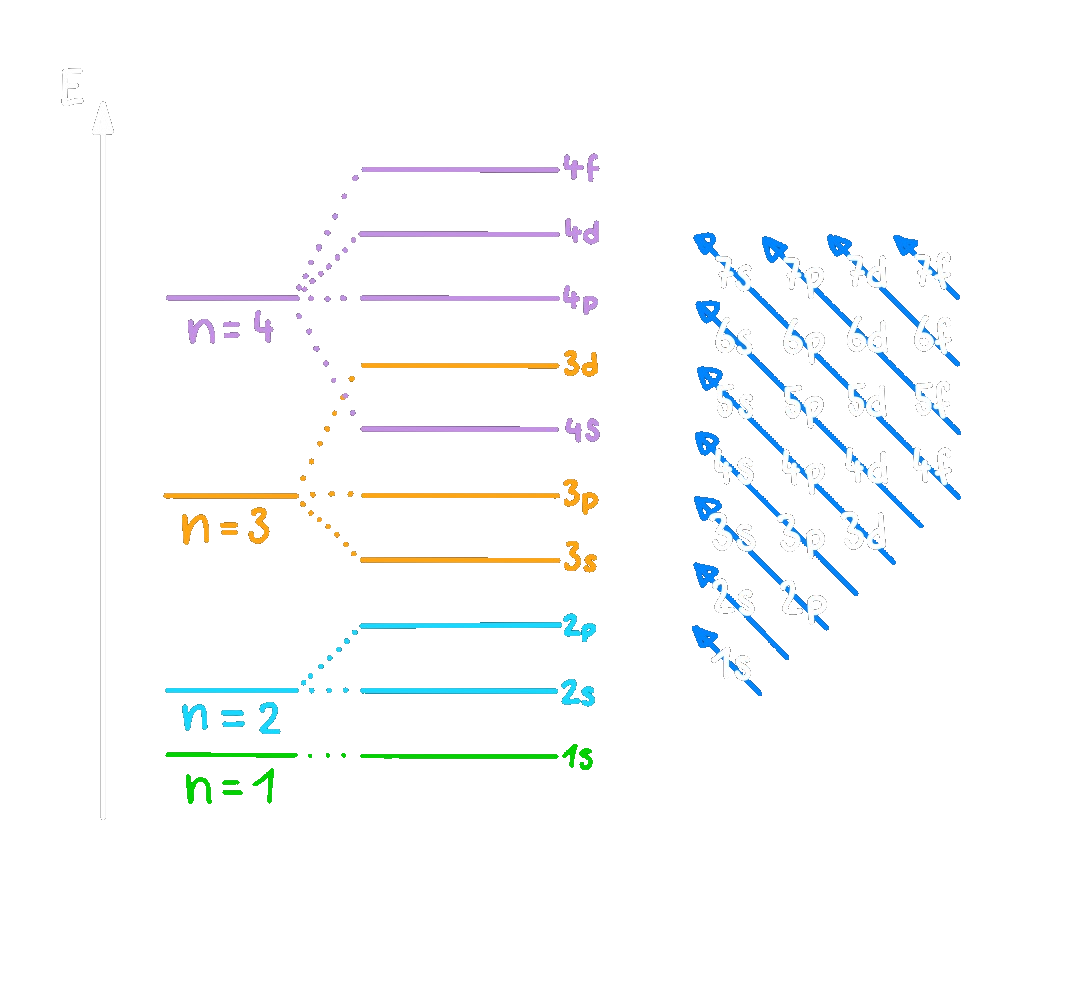 E
4f
4d
4p
n=4
3d
4s
3p
n=3
3s
2p
2s
n=2
1s
n=1
7s 7p 7d 7f
6s 6p 6d 6f
5s 5p 5d 5f
4s 4p 4d 4f
3s 3p 3d
2s 2p
1s